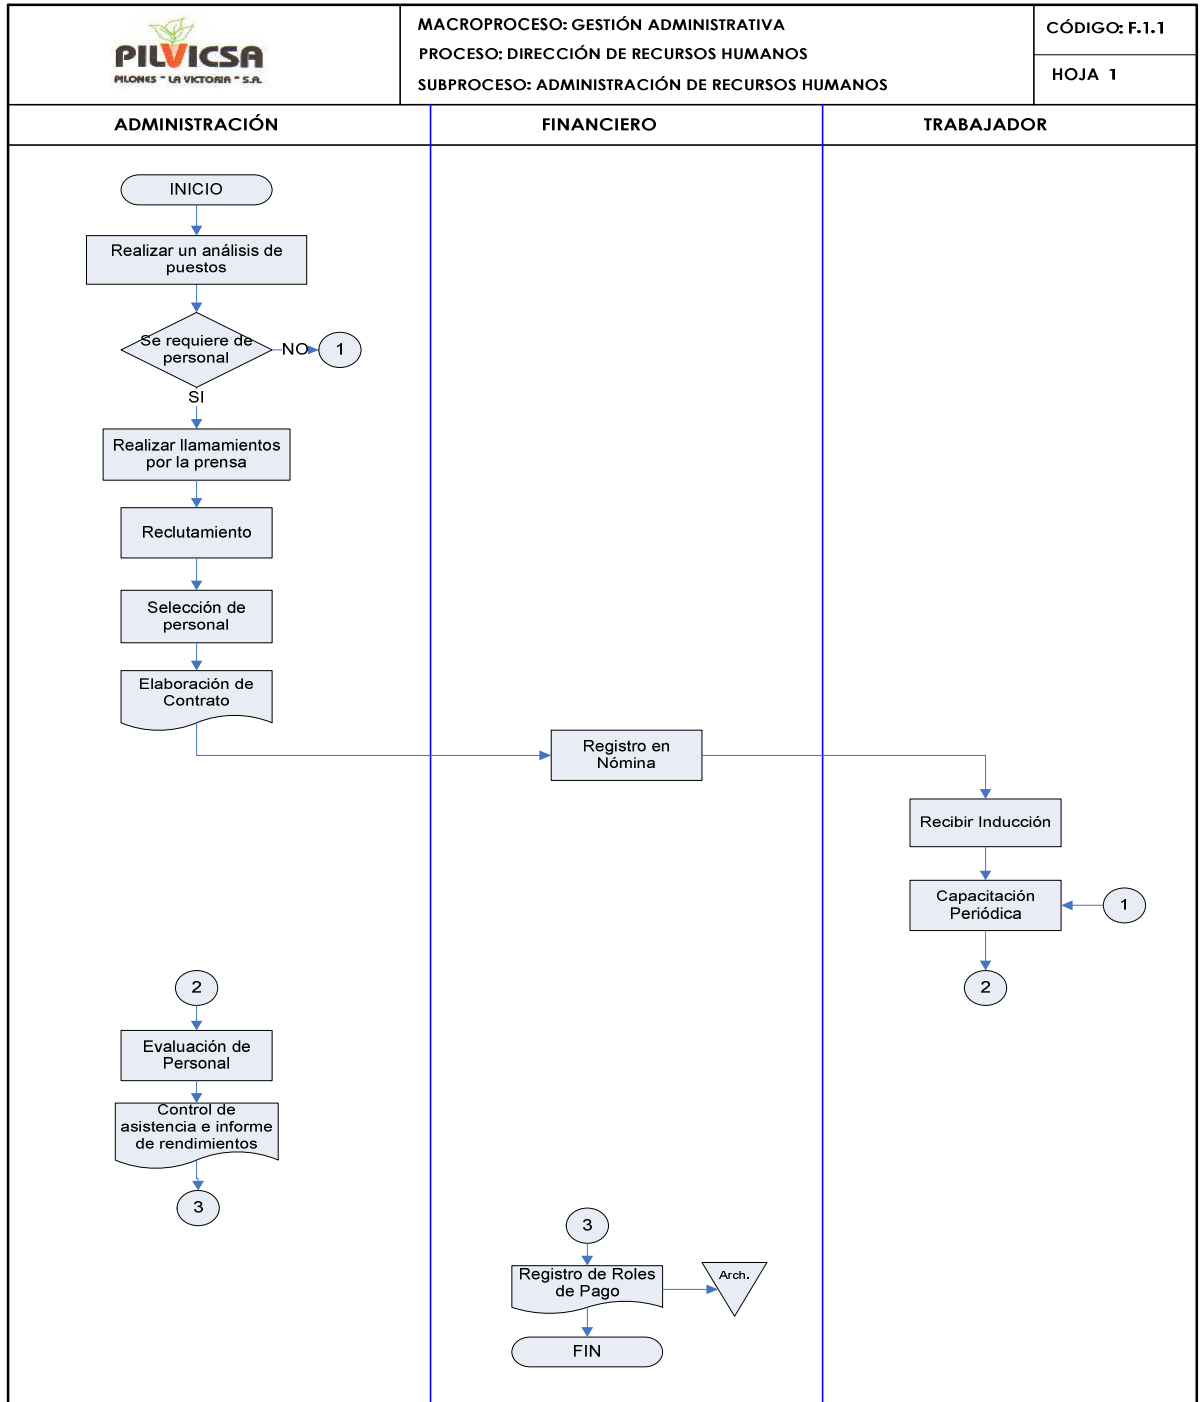 PILVICSA
PILONES " LA VICTORIA " S.A.
MACROPROCESO: GESTIÓN ADMINISTRATIVA
PROCESO: DIRECCIÓN DE RECURSOS HUMANOS
SUBPROCESO: ADMINISTRACIÓN DE RECURSOS HUMANOS
CÓDIGO: F.1.1
HOJA 1
ADMINISTRACIÓN
FINANCIERO
TRABAJADOR
INICIO
Realizar un análisis de
puestos
Se requiere de
personal
NO
1
SI
Realizar llamamientos
por la prensa
Reclutamiento
Selección de
personal
Elaboración de
Contrato
Registro en
Nómina
Recibir Inducción
Capacitación
Periódica
1
2
2
Evaluación de
Personal
Control de
asistencia e informe
de rendimientos
3
3
Registro de Roles
de Pago
Arch.
FIN